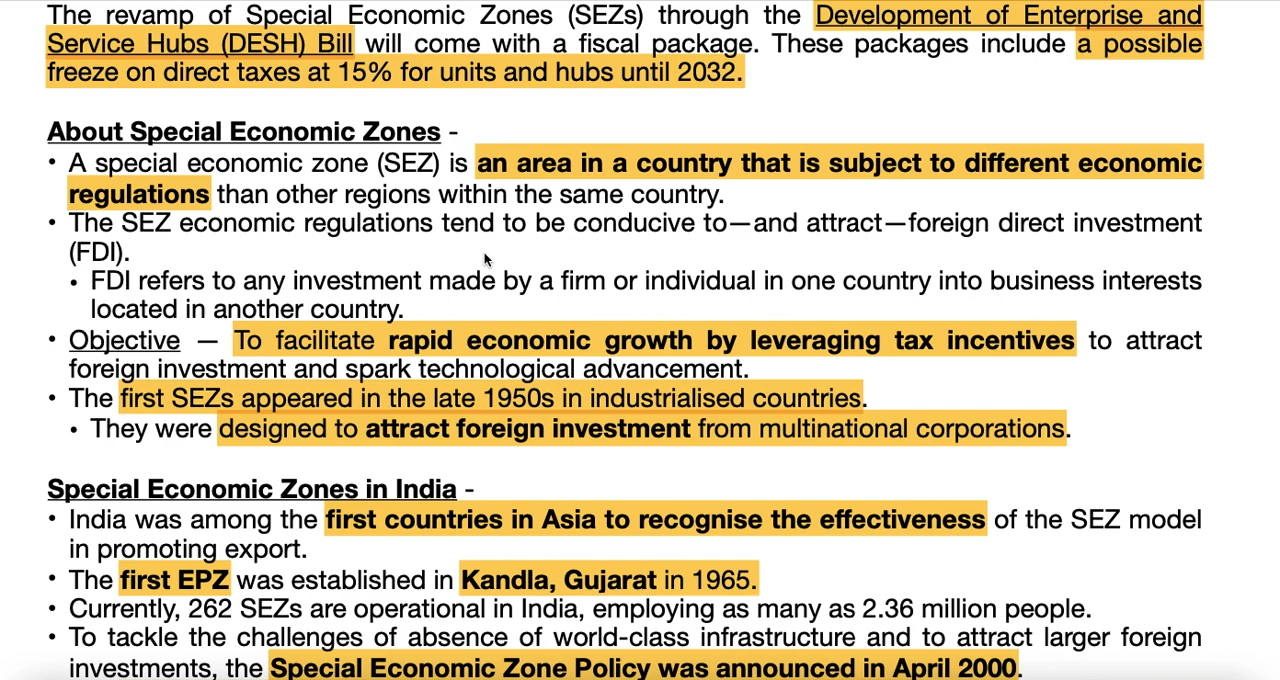 The revamp of Special Economic Zones (SEZs) through the Development of Enterprise and
Service Hubs (DESH) Bill will come with a fiscal package. These packages include a possible
freeze on direct taxes at 15% for units and hubs until 2032.
About Special Economic Zones -
• A special economic zone (SEZ) is an area in a country that is subject to different economic
regulations than other regions within the same country.
• The SEZ economic regulations tend to be conducive to—and attract—foreign direct investment
(FDI).
• FDI refers to any investment made by a firm or individual in one country into business interests
located in another country.
• Objective — To facilitate rapid economic growth by leveraging tax incentives to attract
foreign investment and spark technological advancement.
• The first SEZs appeared in the late 1950s in industrialised countries.
• They were designed to attract foreign investment from multinational corporations.
Special Economic Zones in India -
• India was among the first countries in Asia to recognise the effectiveness of the SEZ model
in promoting export.
• The first EPZ was established in Kandla, Gujarat in 1965.
• Currently, 262 SEZs are operational in India, employing as many as 2.36 million people.
• To tackle the challenges of absence of world-class infrastructure and to attract larger foreign
investments, the Special Economic Zone Policy was announced in April 2000.